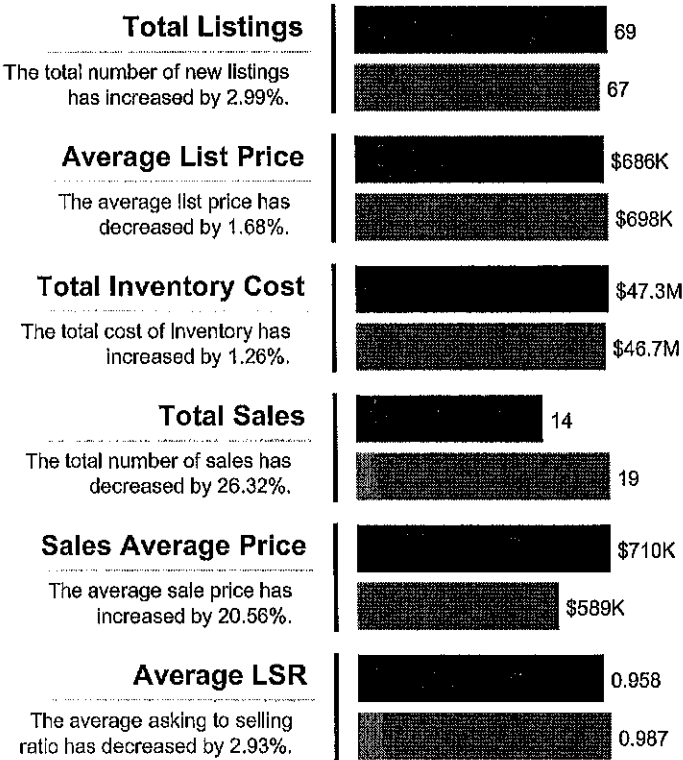 Total Listings
The total number of new listings
has increased by 2.99%.
69
67
Average List Price
The average list price has
decreased by 1.68%.
$686K
$698K
Total Inventory Cost
The total cost of Inventory has
increased by 1.26%.
$47.3M
$46.7M
Total Sales
The total number of sales has
decreased by 26.32%.
14
19
Sales Average Price
The average sale price has
increased by 20.56%.
$710K
$589K
Average LSR
The average asking to selling
ratio has decreased by 2.93%.
0.958
0.987